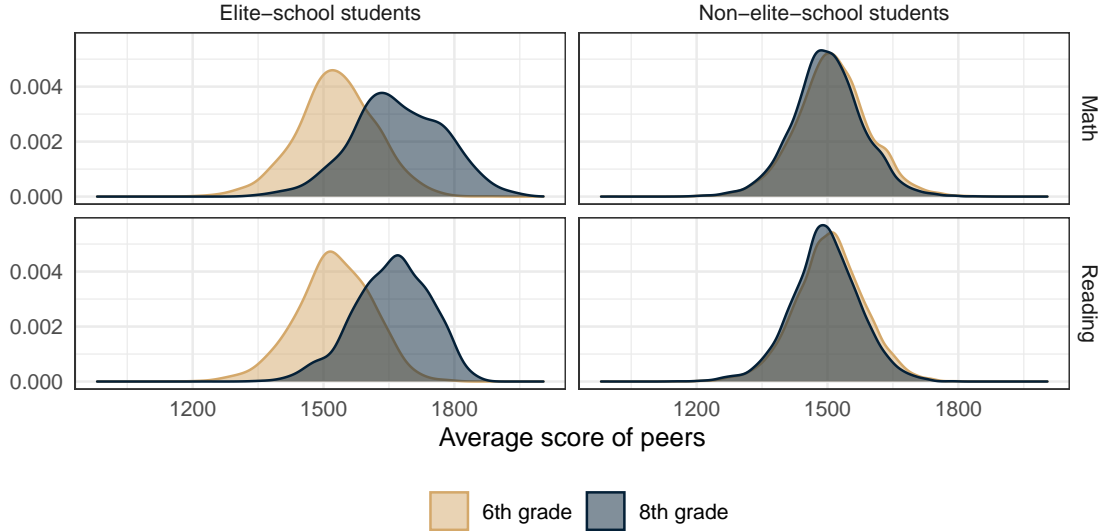 Elite−school students
Non−elite−school students
0.004
0.002
0.000
Math
0.004
0.002
0.000
Reading
1200 1500 1800
1200 1500 1800
Average score of peers
6th grade 8th grade